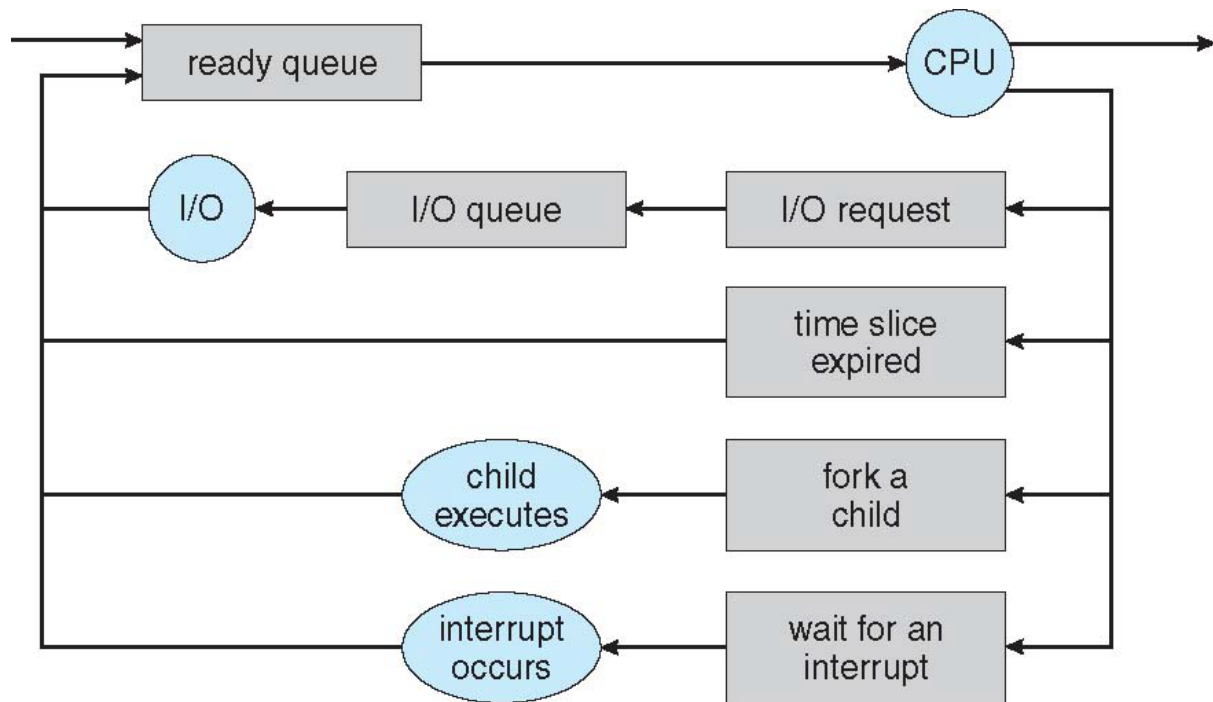 ready queue
CPU
I/O
I/O queue
I/O request
time slice
expired
child
executes
fork a
child
interrupt
occurs
wait for an
interrupt